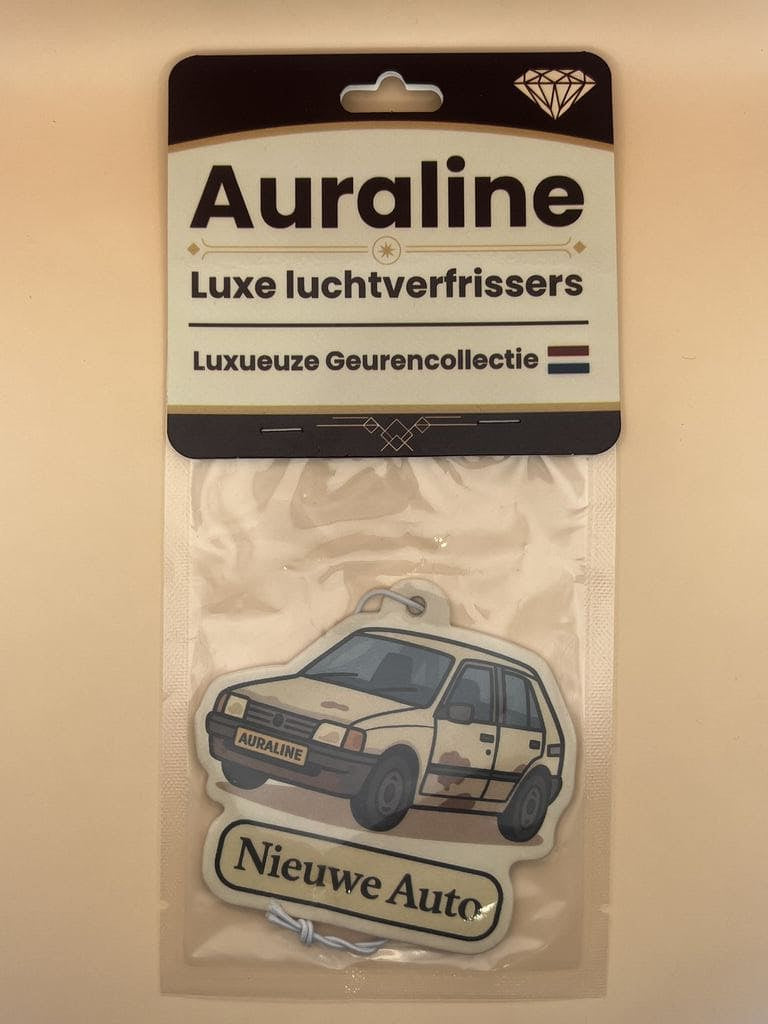 Auraline
Luxe luchtverfrissers
Luxueuze Geurencollectie
AURALINE
Nieuwe Auto